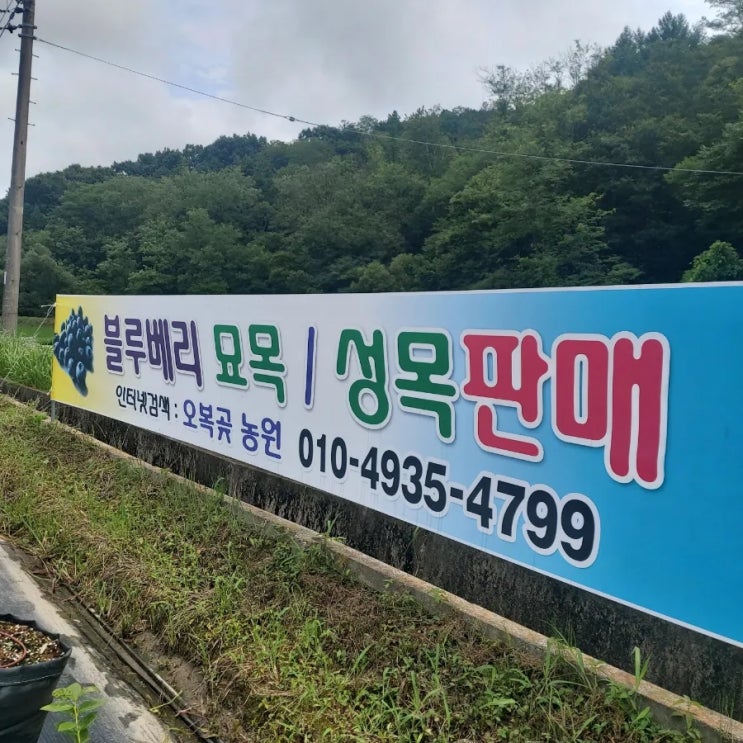 블루베리 묘목 / 성목판매
인터넷검색 : 오복곶 농원 010-4935-4799